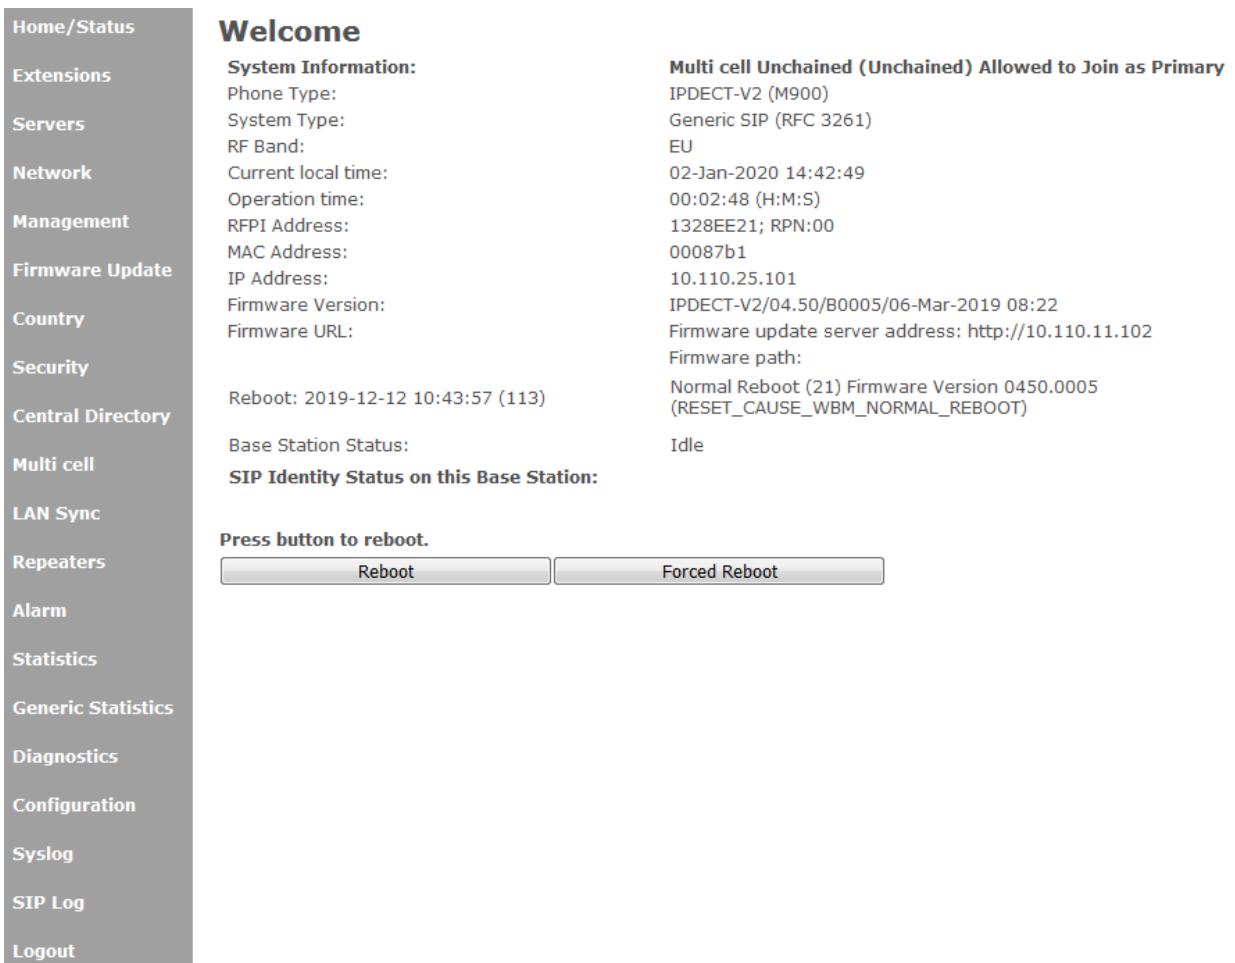 Home/Status
Extensions
Servers
Network
Management
Firmware Update
Country
Security
Central Directory
Multi cell
LAN Sync
Repeaters
Alarm
Statistics
Generic Statistics
Diagnostics
Configuration
Syslog
SIP Log
Logout
Welcome
System Information: Multi cell Unchained (Unchained) Allowed to Join as Primary
Phone Type: IPDECT-V2 (M900)
System Type: Generic SIP (RFC 3261)
RF Band: EU
Current local time: 02-Jan-2020 14:42:49
Operation time: 00:02:48 (H:M:S)
RFPI Address: 1328EE21; RPN:00
MAC Address: 00087b1
IP Address: 10.110.25.101
Firmware Version: IPDECT-V2/04.50/B0005/06-Mar-2019 08:22
Firmware URL: Firmware update server address: http://10.110.11.102
Firmware path:
Reboot: 2019-12-12 10:43:57 (113) Normal Reboot (21) Firmware Version 0450.0005
(RESET_CAUSE_WBM_NORMAL_REBOOT)
Base Station Status: Idle
SIP Identity Status on this Base Station:
Press button to reboot.
Reboot Forced Reboot